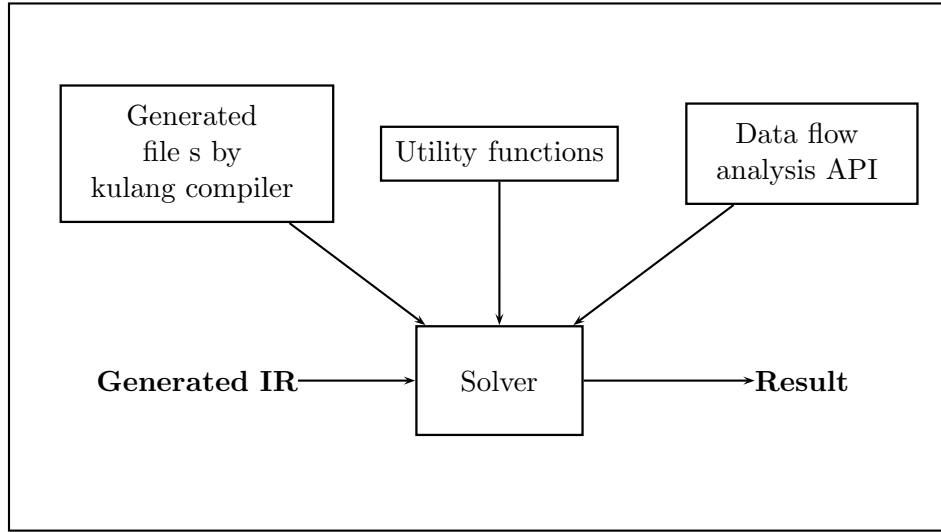 Generated
file s by
kulang compiler
Utility functions
Data flow
analysis API
Generated IR
Solver
Result